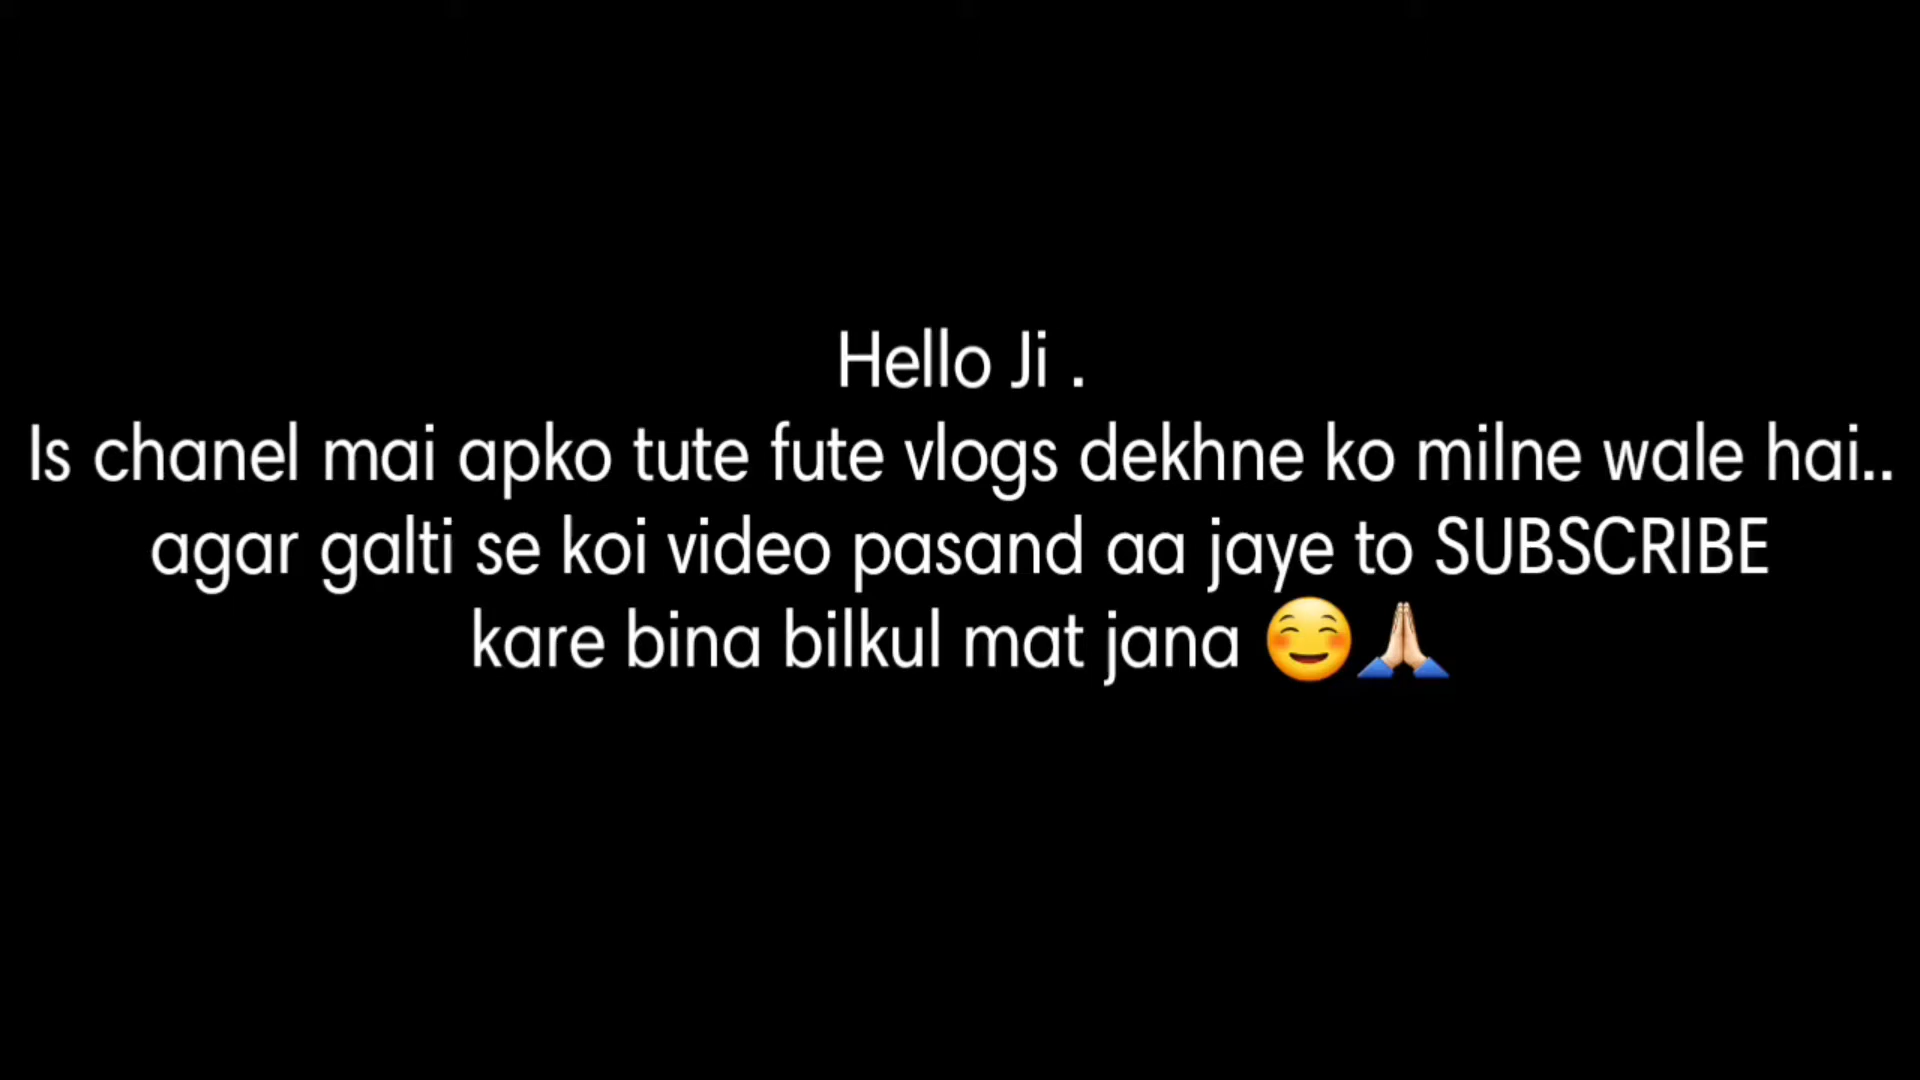 Hello Ji .
Is chanel mai apko tute fute vlogs dekhne ko milne wale hai..
agar galti se koi video pasand aa jaye to SUBSCRIBE
kare bina bilkul mat jana ☺️🙏🏻